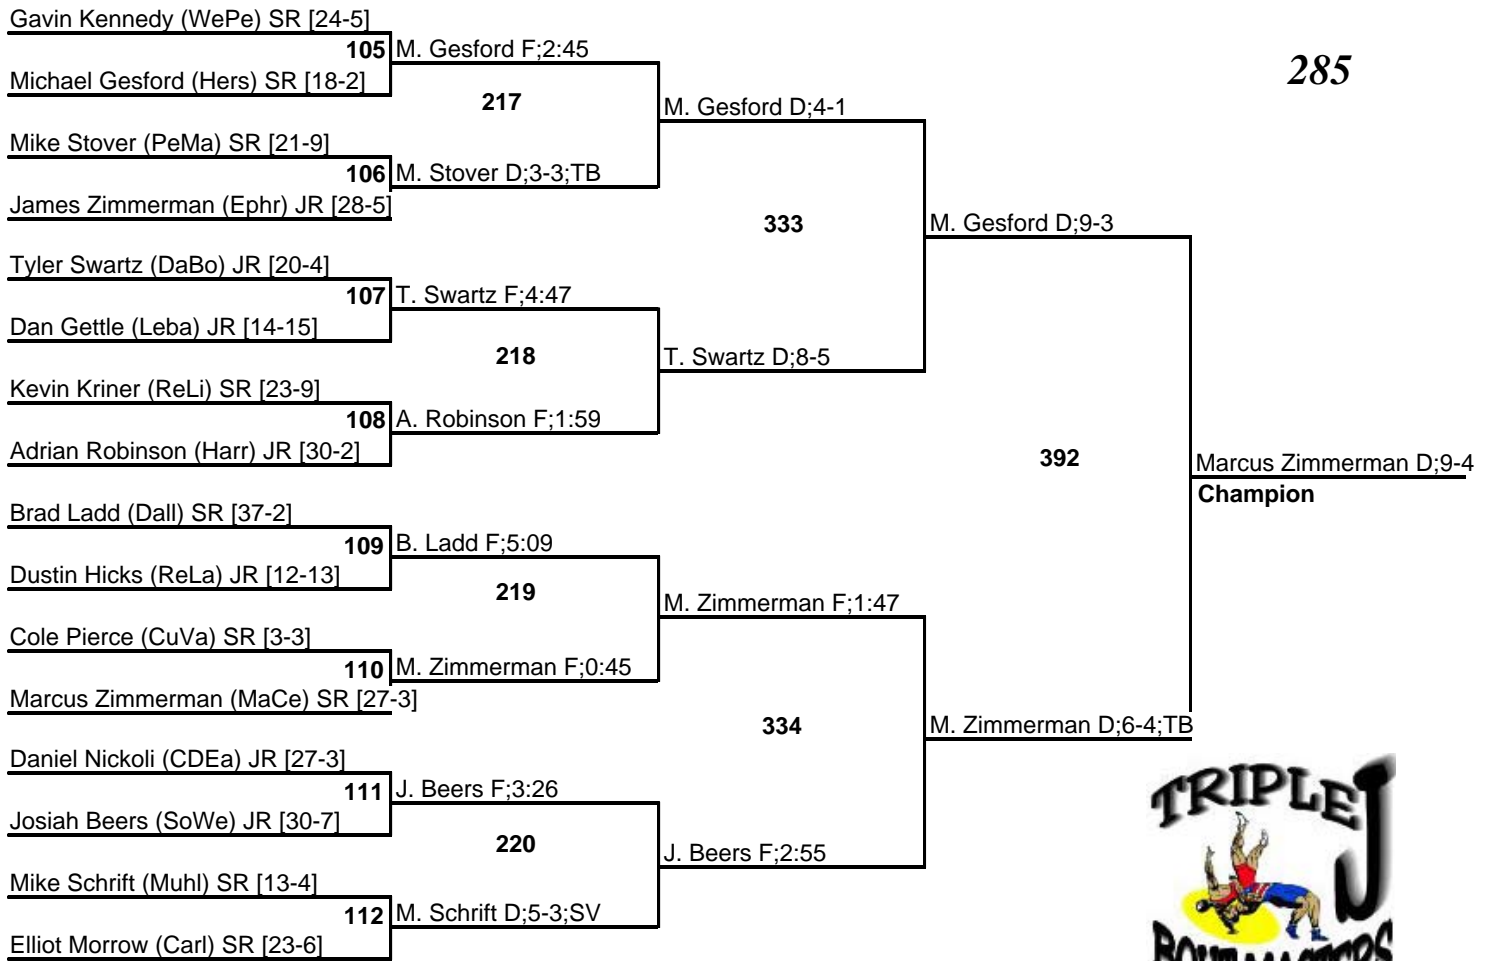 Gavin Kennedy (WePe) SR [24-5]
105 M. Gesford F;2:45
285
Michael Gesford (Hers) SR [18-2]
217
M. Gesford D;4-1
Mike Stover (PeMa) SR [21-9]
106 M. Stover D;3-3;TB
James Zimmerman (Ephr) JR [28-5]
333
M. Gesford D;9-3
Tyler Swartz (DaBo) JR [20-4]
107 T. Swartz F;4:47
Dan Gettle (Leba) JR [14-15]
218
T. Swartz D;8-5
Kevin Kriner (ReLi) SR [23-9]
108 A. Robinson F;1:59
Adrian Robinson (Harr) JR [30-2]
392
Marcus Zimmerman D;9-4
Champion
Brad Ladd (Dall) SR [37-2]
109 B. Ladd F;5:09
Dustin Hicks (ReLa) JR [12-13]
219
M. Zimmerman F;1:47
Cole Pierce (CuVa) SR [3-3]
110 M. Zimmerman F;0:45
Marcus Zimmerman (MaCe) SR [27-3]
334
M. Zimmerman D;6-4;TB
Daniel Nickoli (CDEa) JR [27-3]
111 J. Beers F;3:26
Josiah Beers (SoWe) JR [30-7]
220
J. Beers F;2:55
Mike Schrift (Muhl) SR [13-4]
112 M. Schrift D;5-3;SV
Elliot Morrow (Carl) SR [23-6]
TRIPLE J
BOUT MASTERS